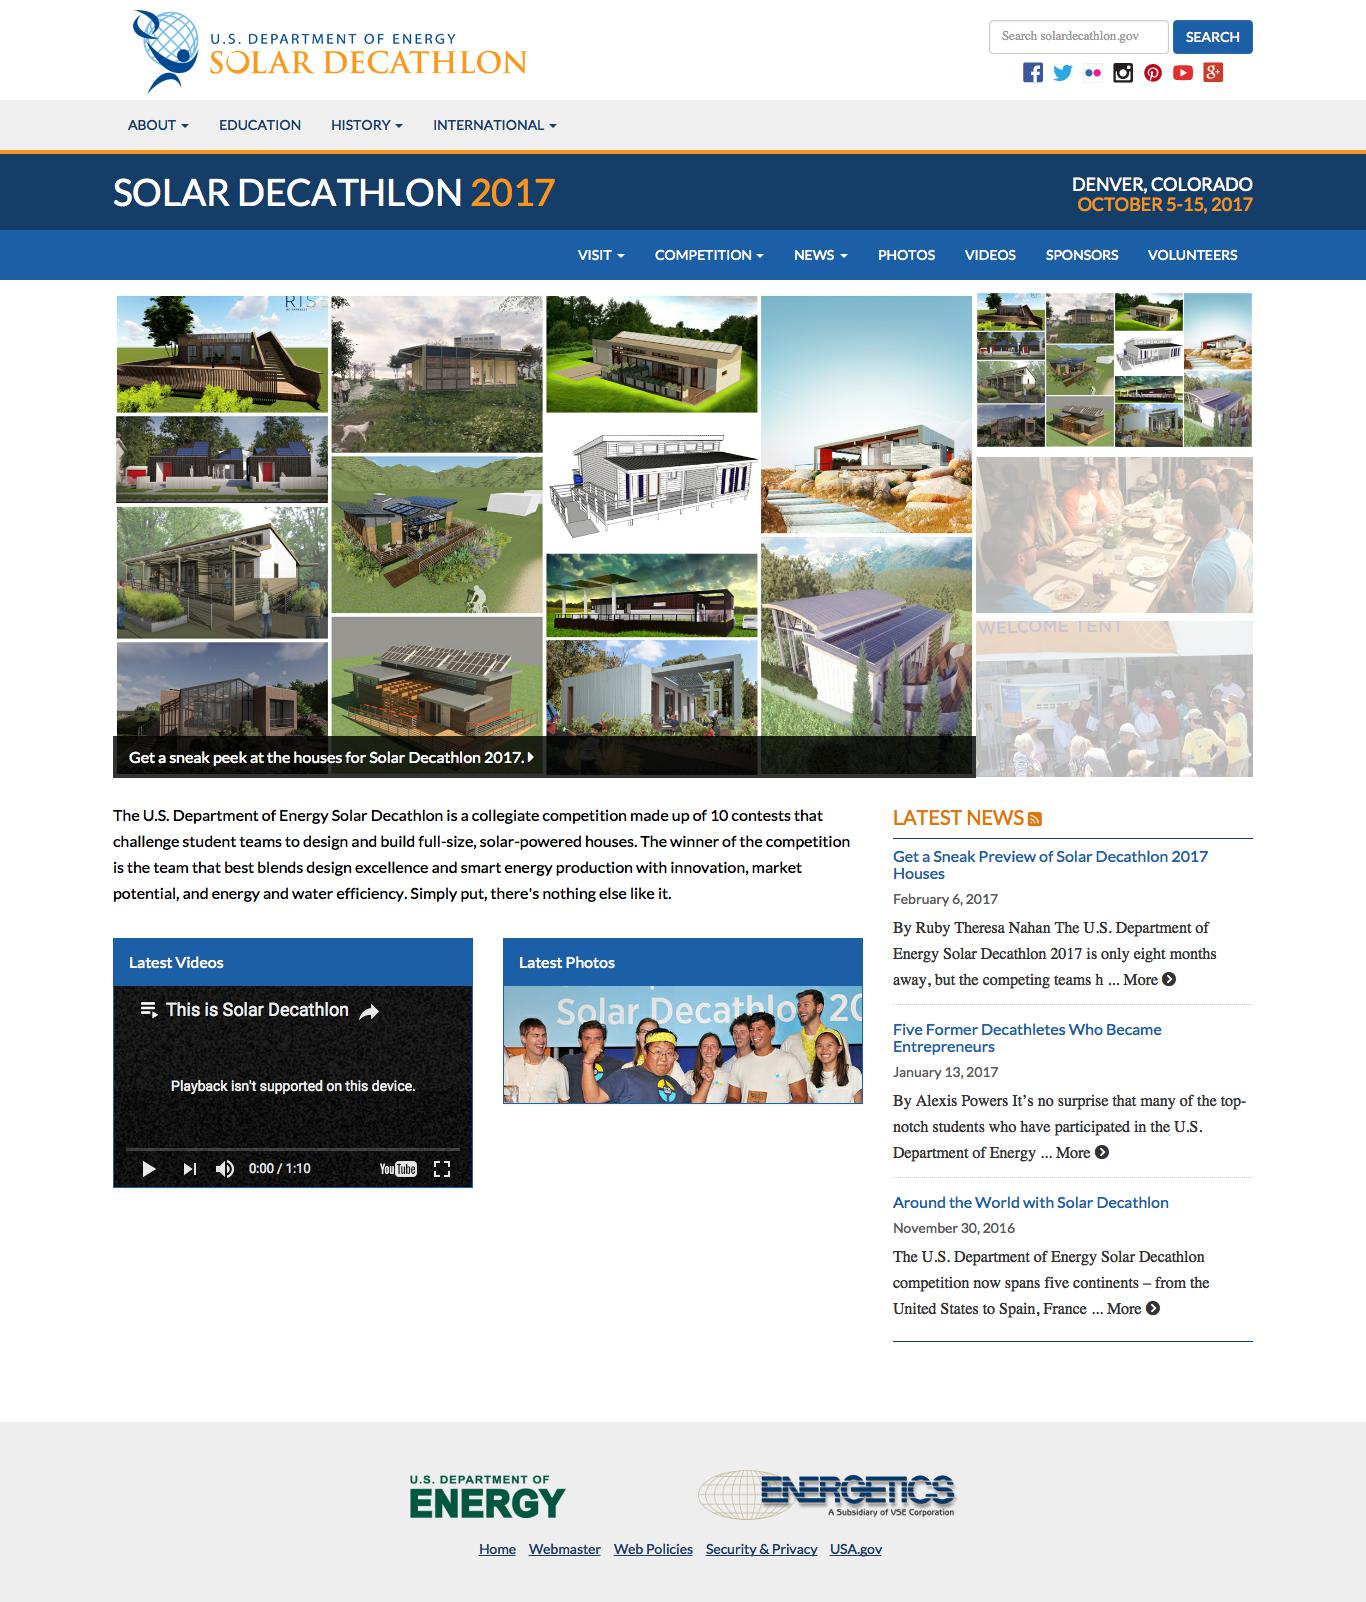 U.S. DEPARTMENT OF ENERGY
SOLAR DECATHLON
Search solardecathlon.gov
SEARCH
ABOUT
EDUCATION
HISTORY
INTERNATIONAL
SOLAR DECATHLON 2017
DENVER, COLORADO
OCTOBER 5-15, 2017
VISIT
COMPETITION
NEWS
PHOTOS
VIDEOS
SPONSORS
VOLUNTEERS
WELCOME TENT
Get a sneak peek at the houses for Solar Decathlon 2017.
The U.S. Department of Energy Solar Decathlon is a collegiate competition made up of 10 contests that
challenge student teams to design and build full-size, solar-powered houses. The winner of the competition
is the team that best blends design excellence and smart energy production with innovation, market
potential, and energy and water efficiency. Simply put, there's nothing else like it.
Latest Videos
This is Solar Decathlon
Playback isn't supported on this device.
0:00 / 1:10
YouTube
Latest Photos
Solar Decathlo 20
LATEST NEWS
Get a Sneak Preview of Solar Decathlon 2017
Houses
February 6, 2017
By Ruby Theresa Nahan The U.S. Department of
Energy Solar Decathlon 2017 is only eight months
away, but the competing teams h ... More
Five Former Decathletes Who Became
Entrepreneurs
January 13, 2017
By Alexis Powers It’s no surprise that many of the top-
notch students who have participated in the U.S.
Department of Energy ... More
Around the World with Solar Decathlon
November 30, 2016
The U.S. Department of Energy Solar Decathlon
competition now spans five continents – from the
United States to Spain, France ... More
U.S. DEPARTMENT OF
ENERGY
ENERGETICS
A Subsidiary of VSE Corporation
Home
Webmaster
Web Policies
Security & Privacy
USA.gov